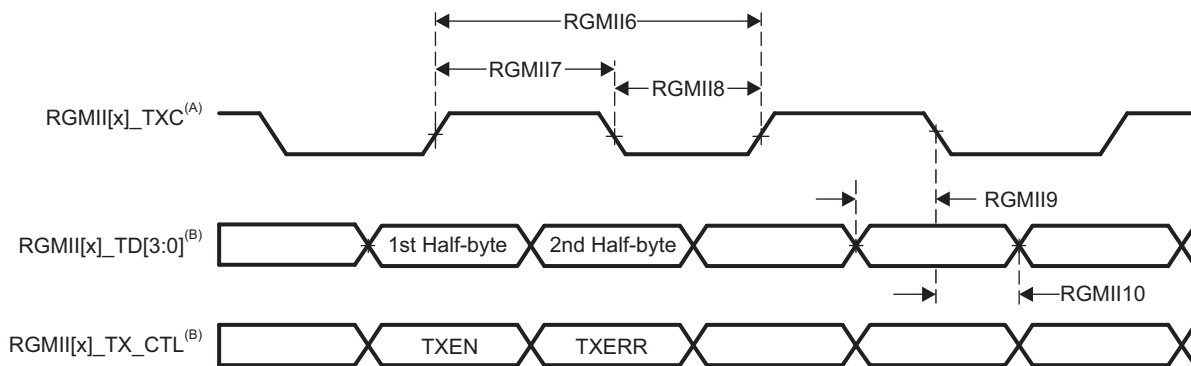 RGMII6
RGMII7
RGMII8
RGMII[x]_TXC(A)
RGMII9
RGMII[x]_TD[3:0](B)
1st Half-byte
2nd Half-byte
RGMII10
RGMII[x]_TX_CTL(B)
TXEN
TXERR